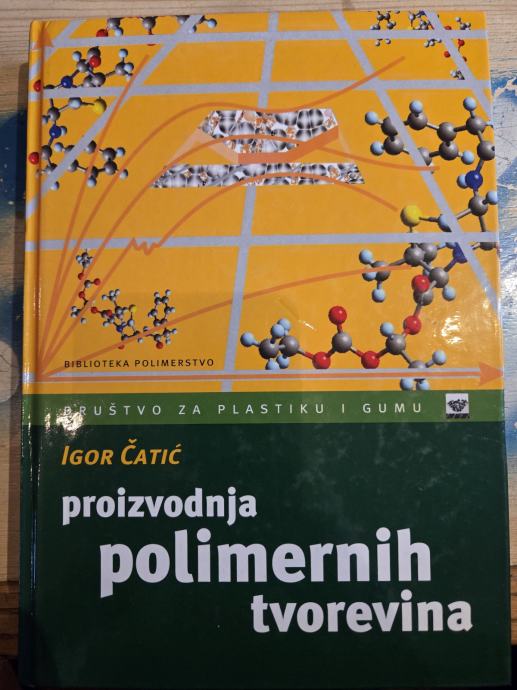 BIBLIOTEKA POLIMERSTVO
DRUŠTVO ZA PLASTIKU I GUMU
IGOR ČATIĆ
proizvodnja
polimernih
tvorevina